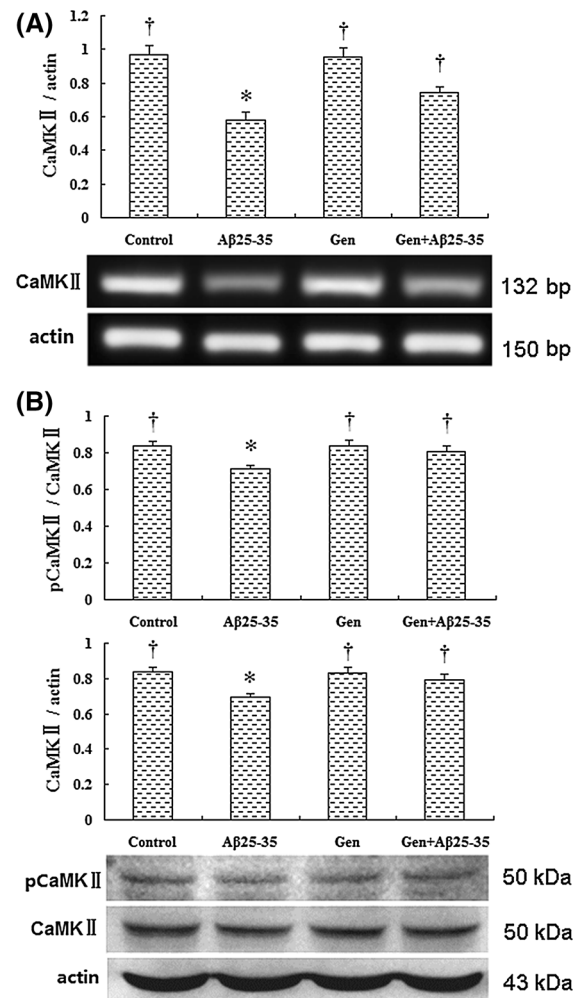 (A)
CaMKⅡ / actin
1.2
1
0.8
0.6
0.4
0.2
0
†
*
†
†
Control Aβ25-35 Gen Gen+Aβ25-35
CaMKⅡ 132 bp
actin 150 bp
(B)
pCaMKⅡ / CaMKⅡ
1
0.8
0.6
0.4
0.2
0
†
*
†
†
Control Aβ25-35 Gen Gen+Aβ25-35
CaMKⅡ / actin
1
0.8
0.6
0.4
0.2
0
†
*
†
†
Control Aβ25-35 Gen Gen+Aβ25-35
pCaMKⅡ 50 kDa
CaMKⅡ 50 kDa
actin 43 kDa